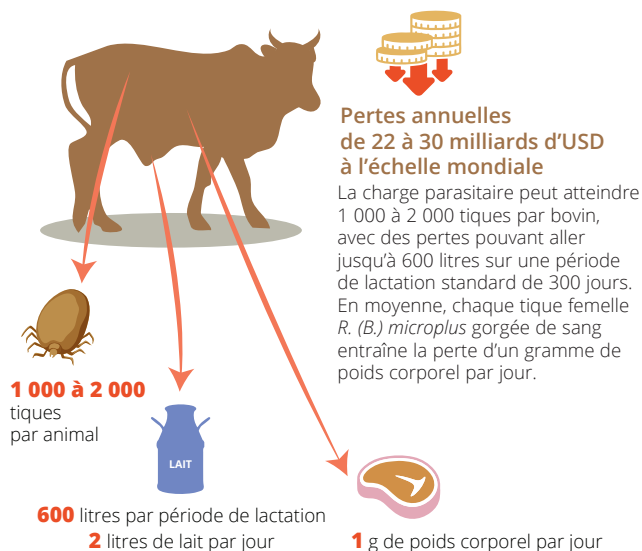 Pertes annuelles
de 22 à 30 milliards d’USD
à l’échelle mondiale
La charge parasitaire peut atteindre
1 000 à 2 000 tiques par bovin,
avec des pertes pouvant aller
jusqu’à 600 litres sur une période
de lactation standard de 300 jours.
En moyenne, chaque tique femelle
R. (B.) microplus gorgée de sang
entraîne la perte d’un gramme de
poids corporel par jour.
1 000 à 2 000
tiques
par animal
LAIT
600 litres par période de lactation
2 litres de lait par jour
1 g de poids corporel par jour